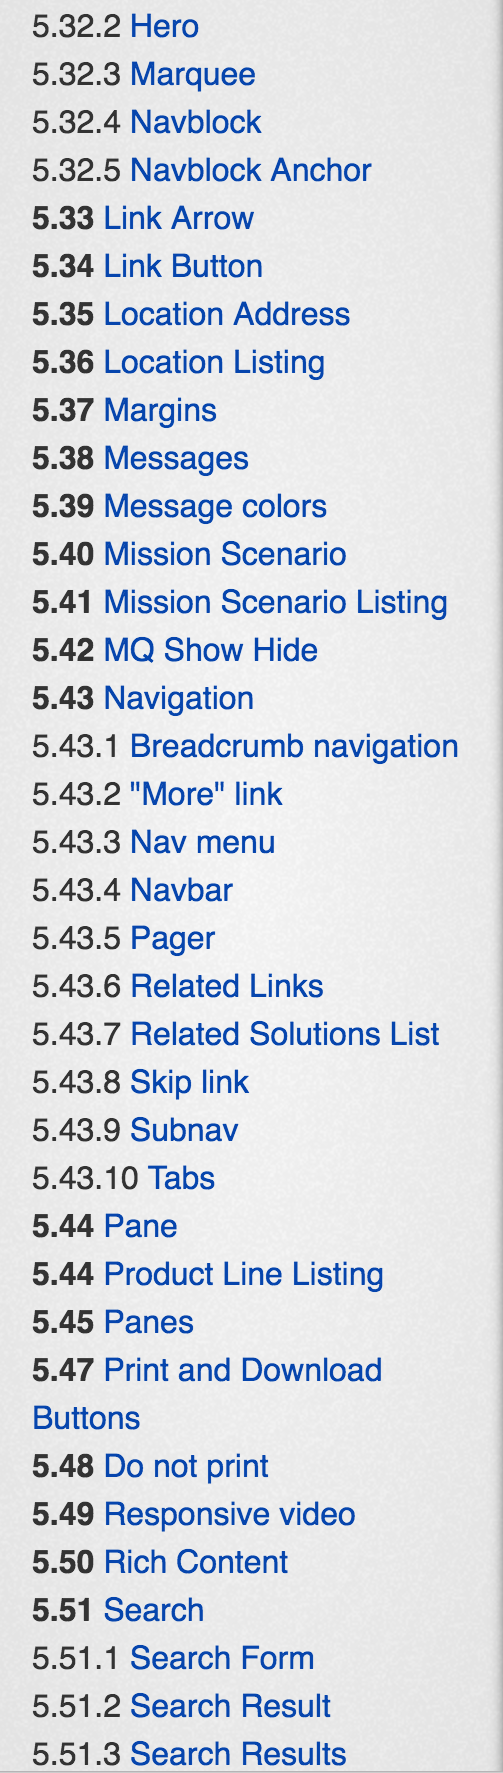 5.32.2 Hero
5.32.3 Marquee
5.32.4 Navblock
5.32.5 Navblock Anchor
5.33 Link Arrow
5.34 Link Button
5.35 Location Address
5.36 Location Listing
5.37 Margins
5.38 Messages
5.39 Message colors
5.40 Mission Scenario
5.41 Mission Scenario Listing
5.42 MQ Show Hide
5.43 Navigation
5.43.1 Breadcrumb navigation
5.43.2 "More" link
5.43.3 Nav menu
5.43.4 Navbar
5.43.5 Pager
5.43.6 Related Links
5.43.7 Related Solutions List
5.43.8 Skip link
5.43.9 Subnav
5.43.10 Tabs
5.44 Pane
5.44 Product Line Listing
5.45 Panes
5.47 Print and Download
Buttons
5.48 Do not print
5.49 Responsive video
5.50 Rich Content
5.51 Search
5.51.1 Search Form
5.51.2 Search Result
5.51.3 Search Results